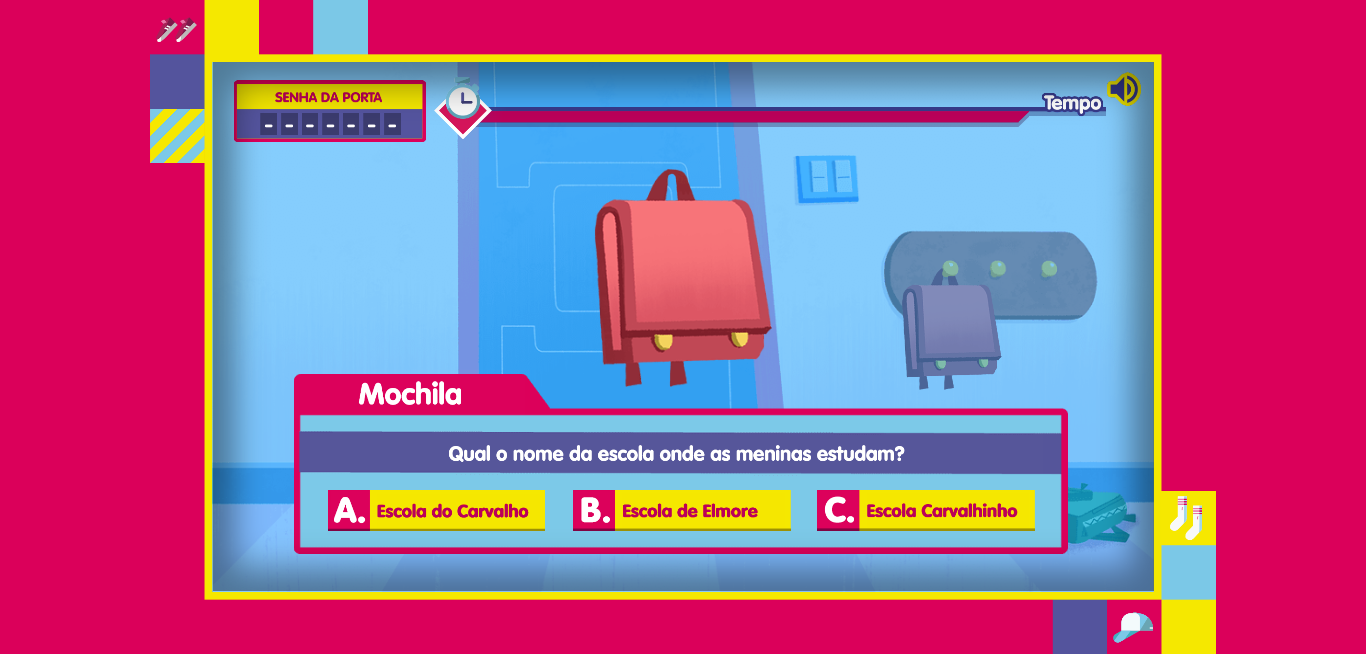 SENHA DA PORTA
- - - - - - -
Tempo
Mochila
Qual o nome da escola onde as meninas estudam?
A. Escola do Carvalho
B. Escola de Elmore
C. Escola Carvalhinho